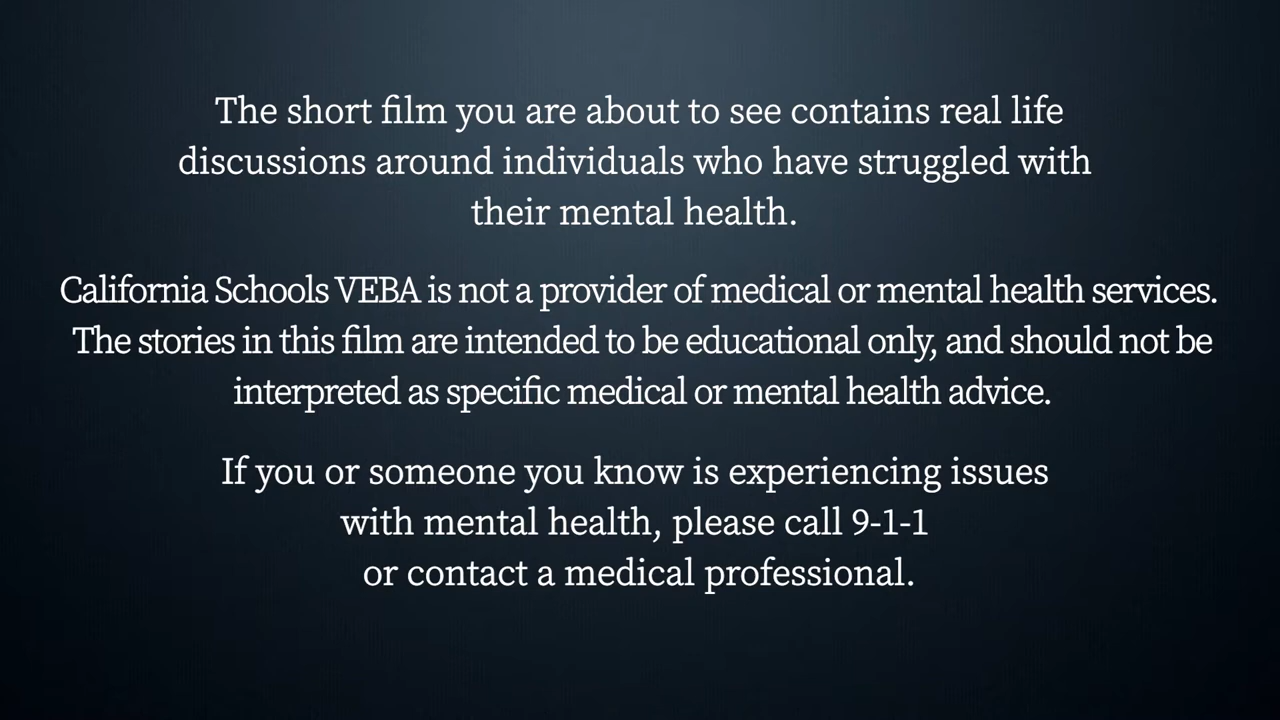 The short film you are about to see contains real life
discussions around individuals who have struggled with
their mental health.
California Schools VEBA is not a provider of medical or mental health services.
The stories in this film are intended to be educational only, and should not be
interpreted as specific medical or mental health advice.
If you or someone you know is experiencing issues
with mental health, please call 9-1-1
or contact a medical professional.